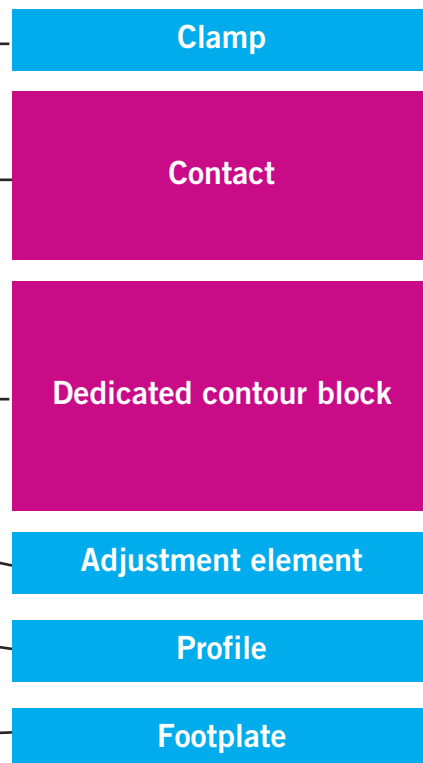 Clamp
Contact
Dedicated contour block
Adjustment element
Profile
Footplate